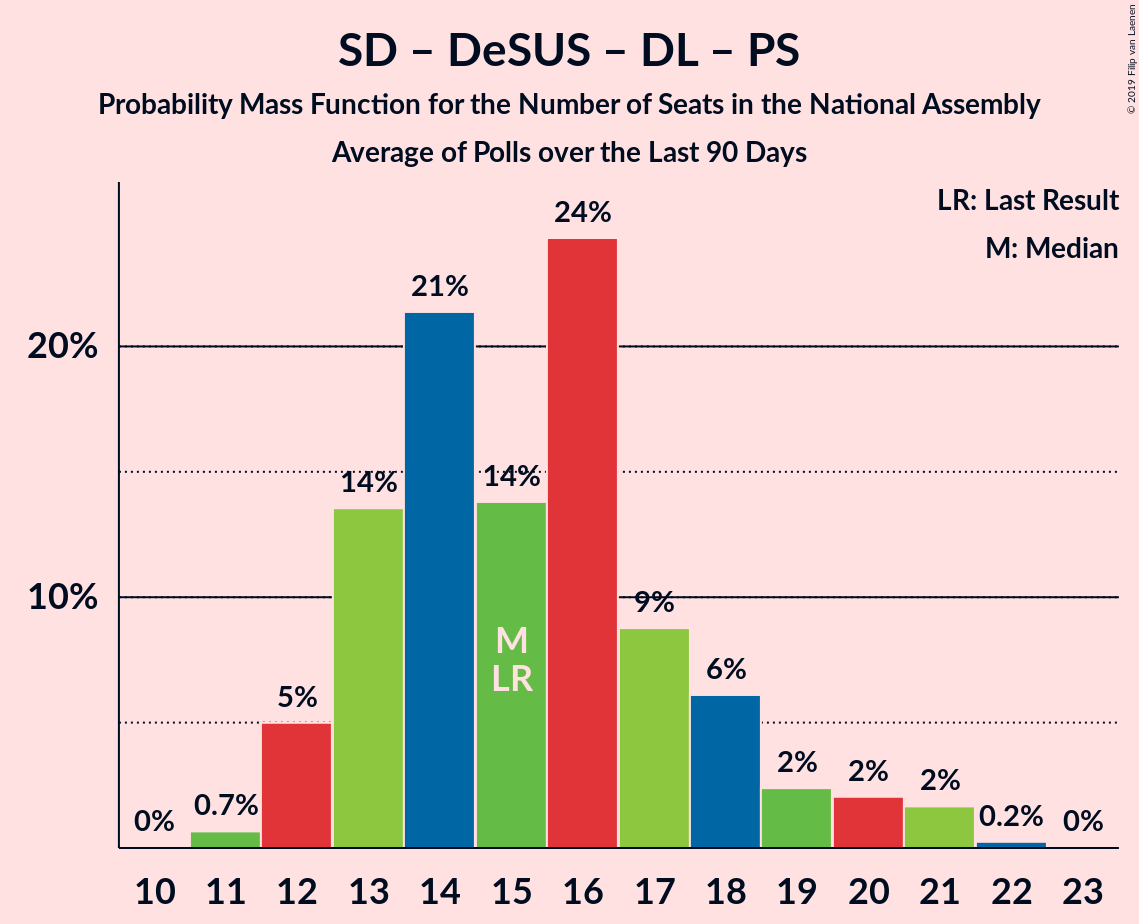 SD – DeSUS – DL – PS
Probability Mass Function for the Number of Seats in the National Assembly
Average of Polls over the Last 90 Days
© 2019 Filip van Laenen
LR: Last Result
M: Median
24%
21%
20%
14%
14%
10%
9%
M
LR
6%
5%
2%
2%
2%
0.7%
0.2%
0%
0%
10 11 12 13 14 15 16 17 18 19 20 21 22 23